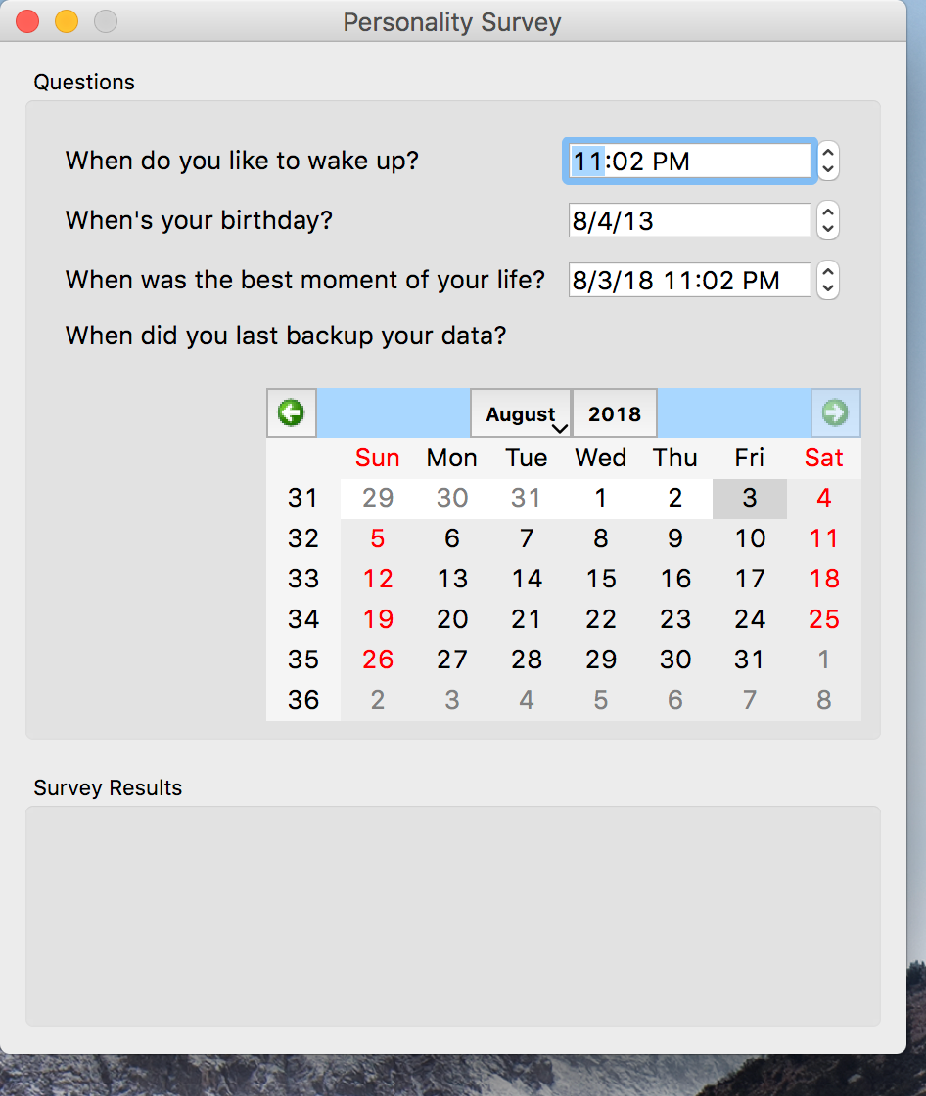 Personality Survey
Questions
When do you like to wake up? 11:02 PM
When's your birthday? 8/4/13
When was the best moment of your life? 8/3/18 11:02 PM
When did you last backup your data?
August 2018
Sun Mon Tue Wed Thu Fri Sat
31 29 30 31 1 2 3 4
32 5 6 7 8 9 10 11
33 12 13 14 15 16 17 18
34 19 20 21 22 23 24 25
35 26 27 28 29 30 31 1
36 2 3 4 5 6 7 8
Survey Results